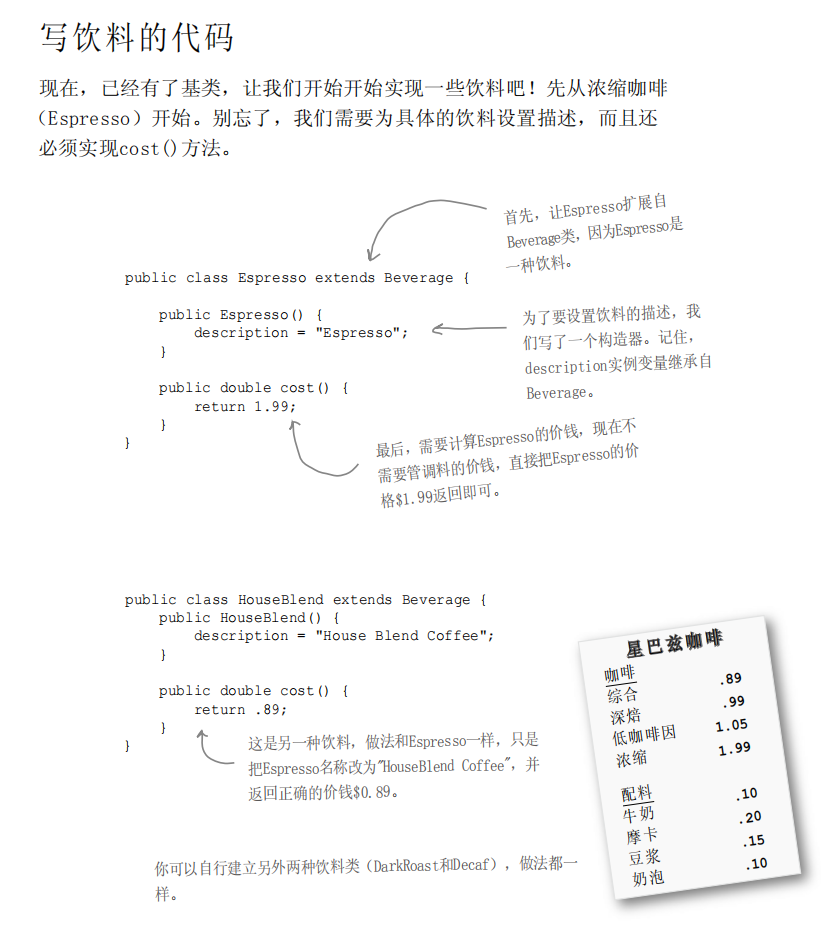 写饮料的代码
现在，已经有了基类，让我们开始开始实现一些饮料吧！先从浓缩咖啡
（Espresso）开始。别忘了，我们需要为具体的饮料设置描述，而且还
必须实现cost()方法。
首先，让Espresso扩展自
Beverage类，因为Espresso是
一种饮料。
public class Espresso extends Beverage {
public Espresso() {
description = "Espresso";
}
为了要设置饮料的描述，我
们写了一个构造器。记住，
description实例变量继承自
Beverage。
public double cost() {
return 1.99;
}
}
最后，需要计算Espresso的价钱，现在不
需要管调料的价钱，直接把Espresso的价
格$1.99返回即可。
public class HouseBlend extends Beverage {
public HouseBlend() {
description = "House Blend Coffee";
}
public double cost() {
return .89;
}
}
这是另一种饮料，做法和Espresso一样，只是
把Espresso名称改为"HouseBlend Coffee"，并
返回正确的价钱$0.89。
星巴兹咖啡
咖啡
综合 .89
深焙 .99
低咖啡因 1.05
浓缩 1.99
配料
牛奶 .10
摩卡 .20
豆浆 .15
奶泡 .10
你可以自行建立另外两种饮料类（DarkRoast和Decaf），做法都一
样。